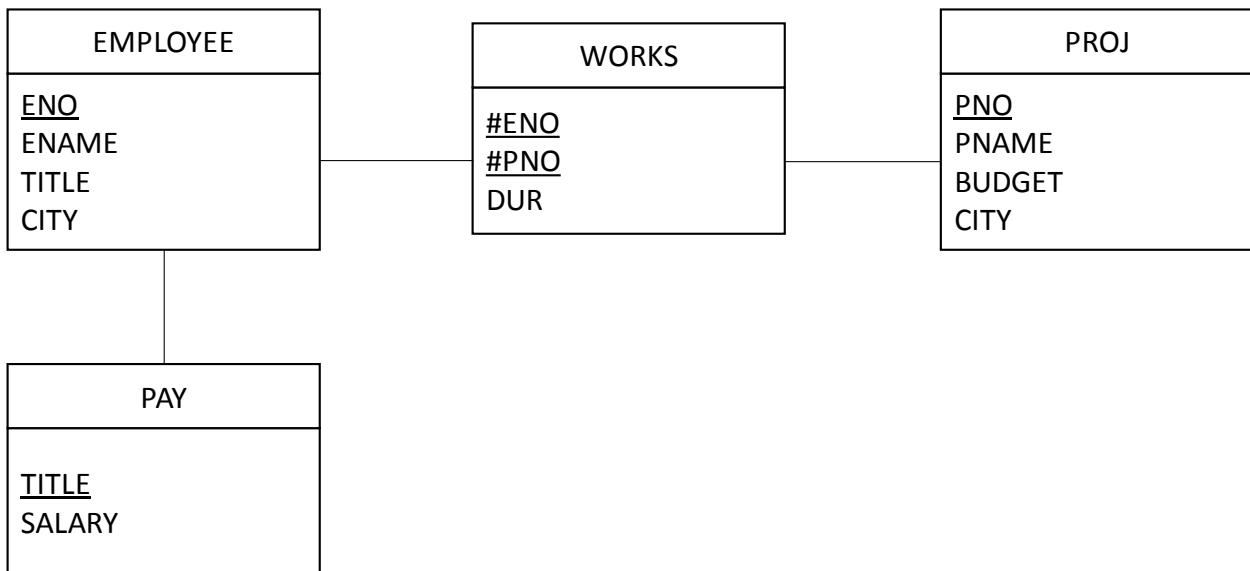 EMPLOYEE
ENO
ENAME
TITLE
CITY
WORKS
#ENO
#PNO
DUR
PROJ
PNO
PNAME
BUDGET
CITY
PAY
TITLE
SALARY